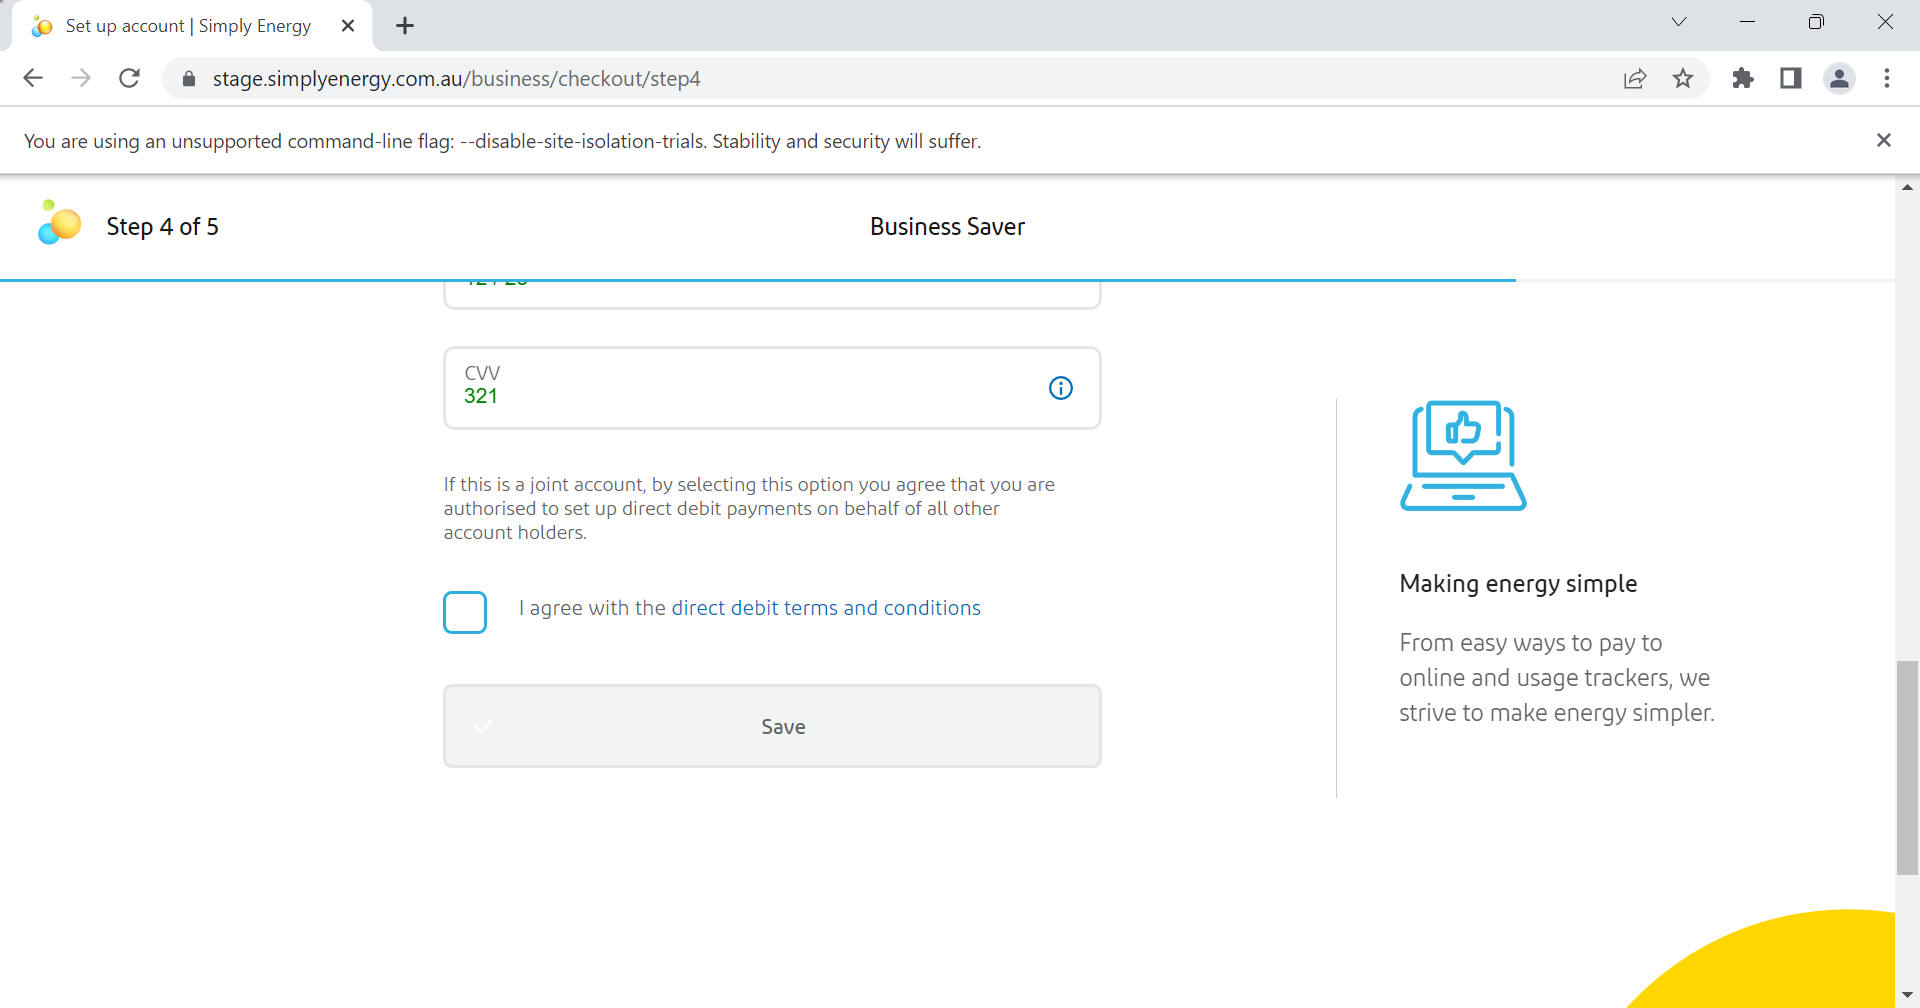 Set up account | Simply Energy
stage.simplyenergy.com.au/business/checkout/step4
You are using an unsupported command-line flag: --disable-site-isolation-trials. Stability and security will suffer.
Step 4 of 5
Business Saver
CVV
321
If this is a joint account, by selecting this option you agree that you are
authorised to set up direct debit payments on behalf of all other
account holders.
I agree with the direct debit terms and conditions
Save
Making energy simple
From easy ways to pay to
online and usage trackers, we
strive to make energy simpler.